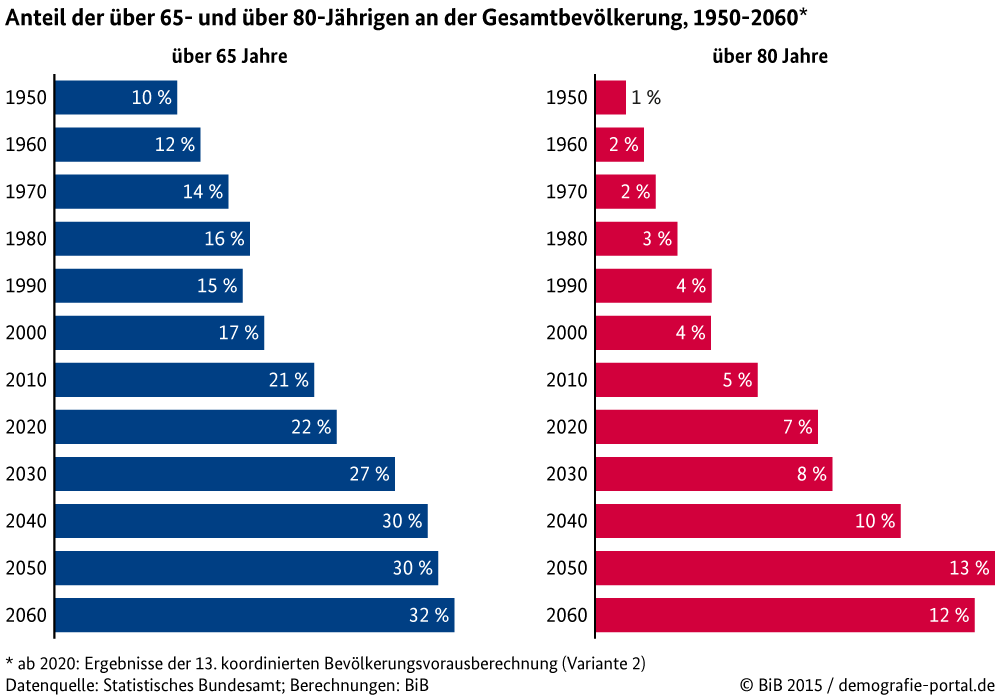 Anteil der über 65- und über 80-Jährigen an der Gesamtbevölkerung, 1950-2060*
über 65 Jahre
1950 10 %
1960 12 %
1970 14 %
1980 16 %
1990 15 %
2000 17 %
2010 21 %
2020 22 %
2030 27 %
2040 30 %
2050 30 %
2060 32 %
über 80 Jahre
1950 1 %
1960 2 %
1970 2 %
1980 3 %
1990 4 %
2000 4 %
2010 5 %
2020 7 %
2030 8 %
2040 10 %
2050 13 %
2060 12 %
* ab 2020: Ergebnisse der 13. koordinierten Bevölkerungsvorausberechnung (Variante 2)
Datenquelle: Statistisches Bundesamt; Berechnungen: BiB
© BiB 2015 / demografie-portal.de